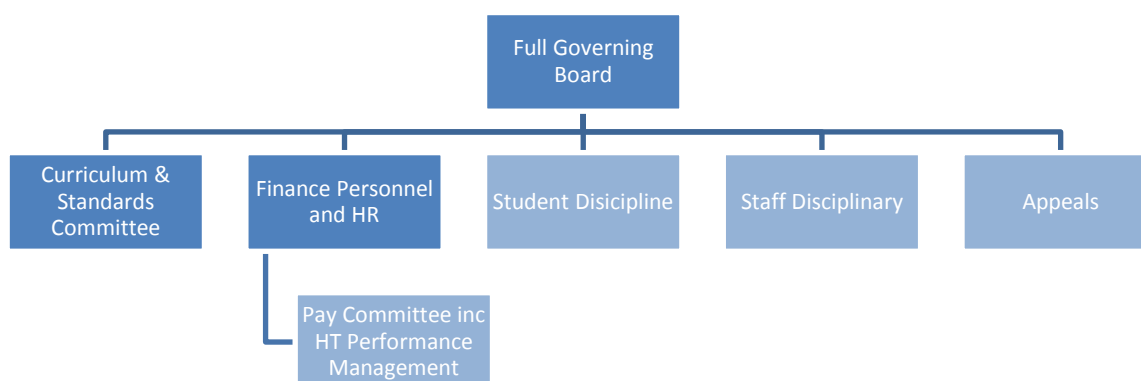 Full Governing
Board
Curriculum &
Standards
Committee
Finance Personnel
and HR
Student Disicipline
Staff Disciplinary
Appeals
Pay Committee inc
HT Performance
Management